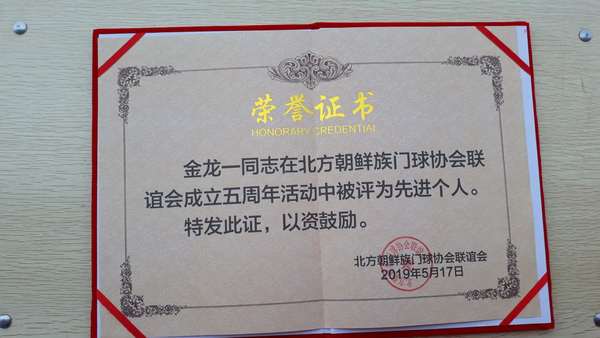 荣誉证书
HONORARY CREDENTIAL
金龙一同志在北方朝鲜族门球协会联
谊会成立五周年活动中被评为先进个人。
特发此证，以资鼓励。
北方朝鲜族门球协会联谊会
2019年5月17日